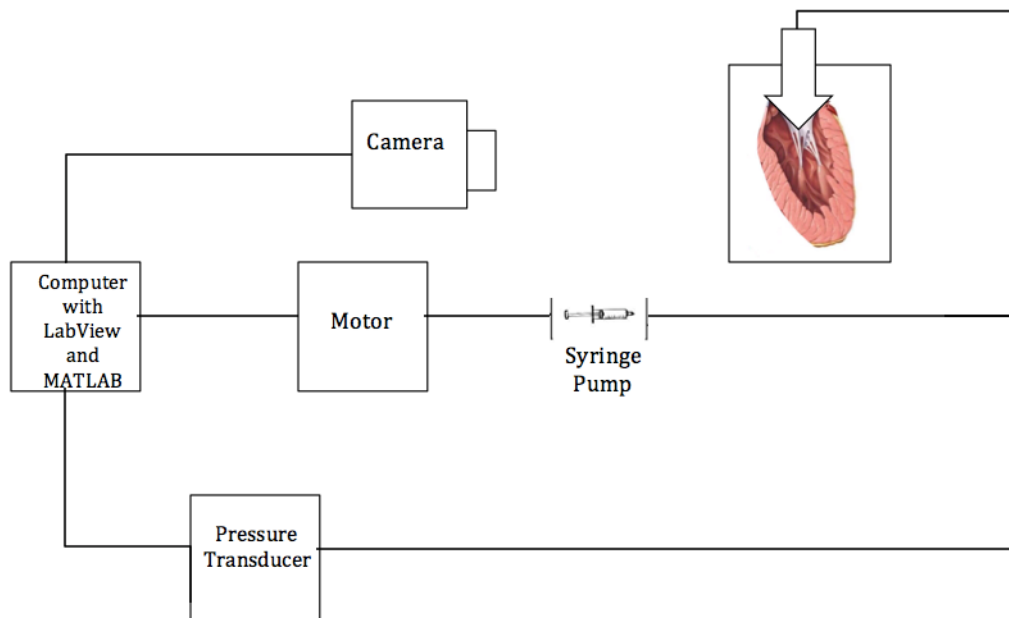 Camera
Computer
with
LabView
and
MATLAB
Motor
Syringe
Pump
Pressure
Transducer